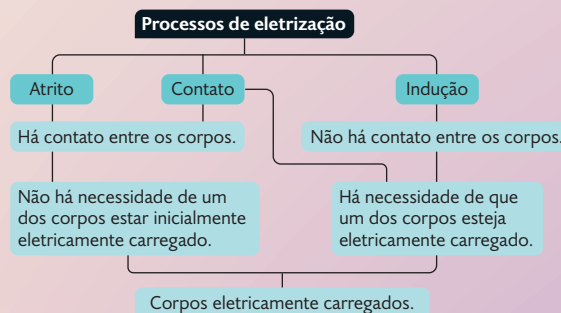 Processos de eletrização
Atrito
Contato
Indução
Há contato entre os corpos.
Não há contato entre os corpos.
Não há necessidade de um
dos corpos estar inicialmente
eletricamente carregado.
Há necessidade de que
um dos corpos esteja
eletricamente carregado.
Corpos eletricamente carregados.